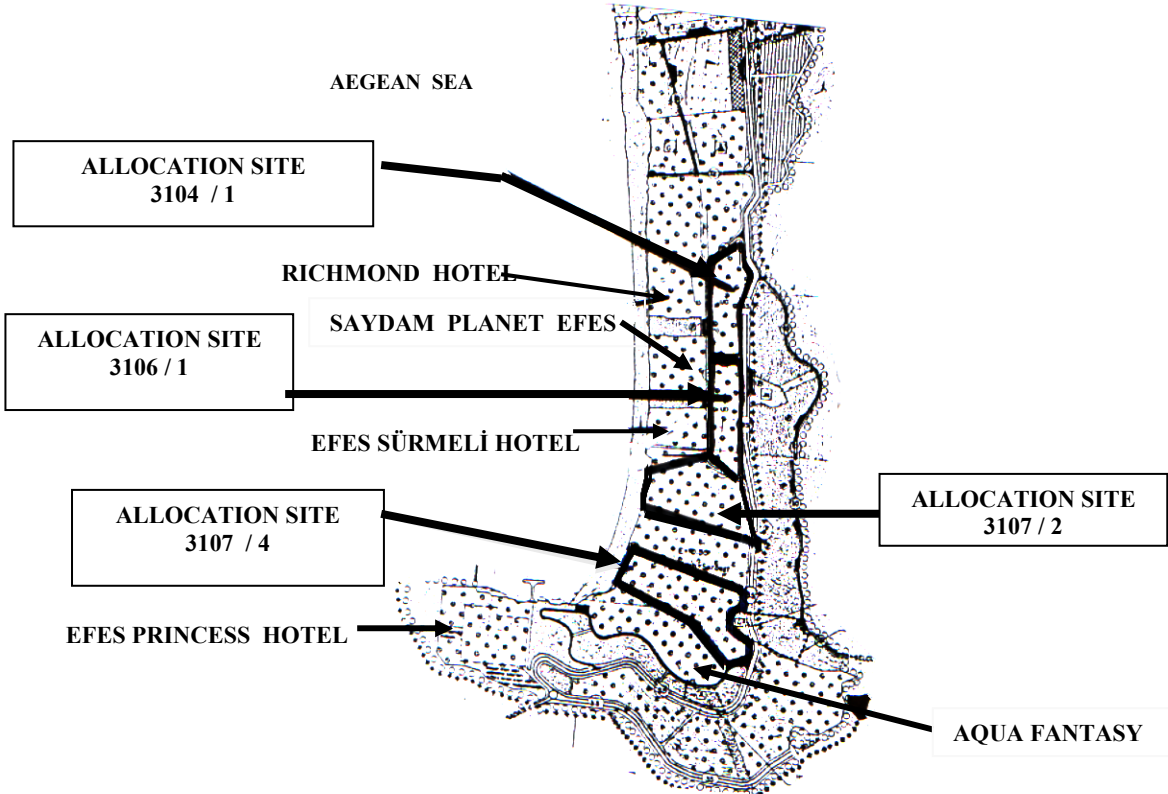 AEGEAN SEA
ALLOCATION SITE
3104 / 1
RICHMOND HOTEL
SAYDAM PLANET EFES
ALLOCATION SITE
3106 / 1
EFES SÜRMELİ HOTEL
ALLOCATION SITE
3107 / 4
ALLOCATION SITE
3107 / 2
EFES PRINCESS HOTEL
AQUA FANTASY